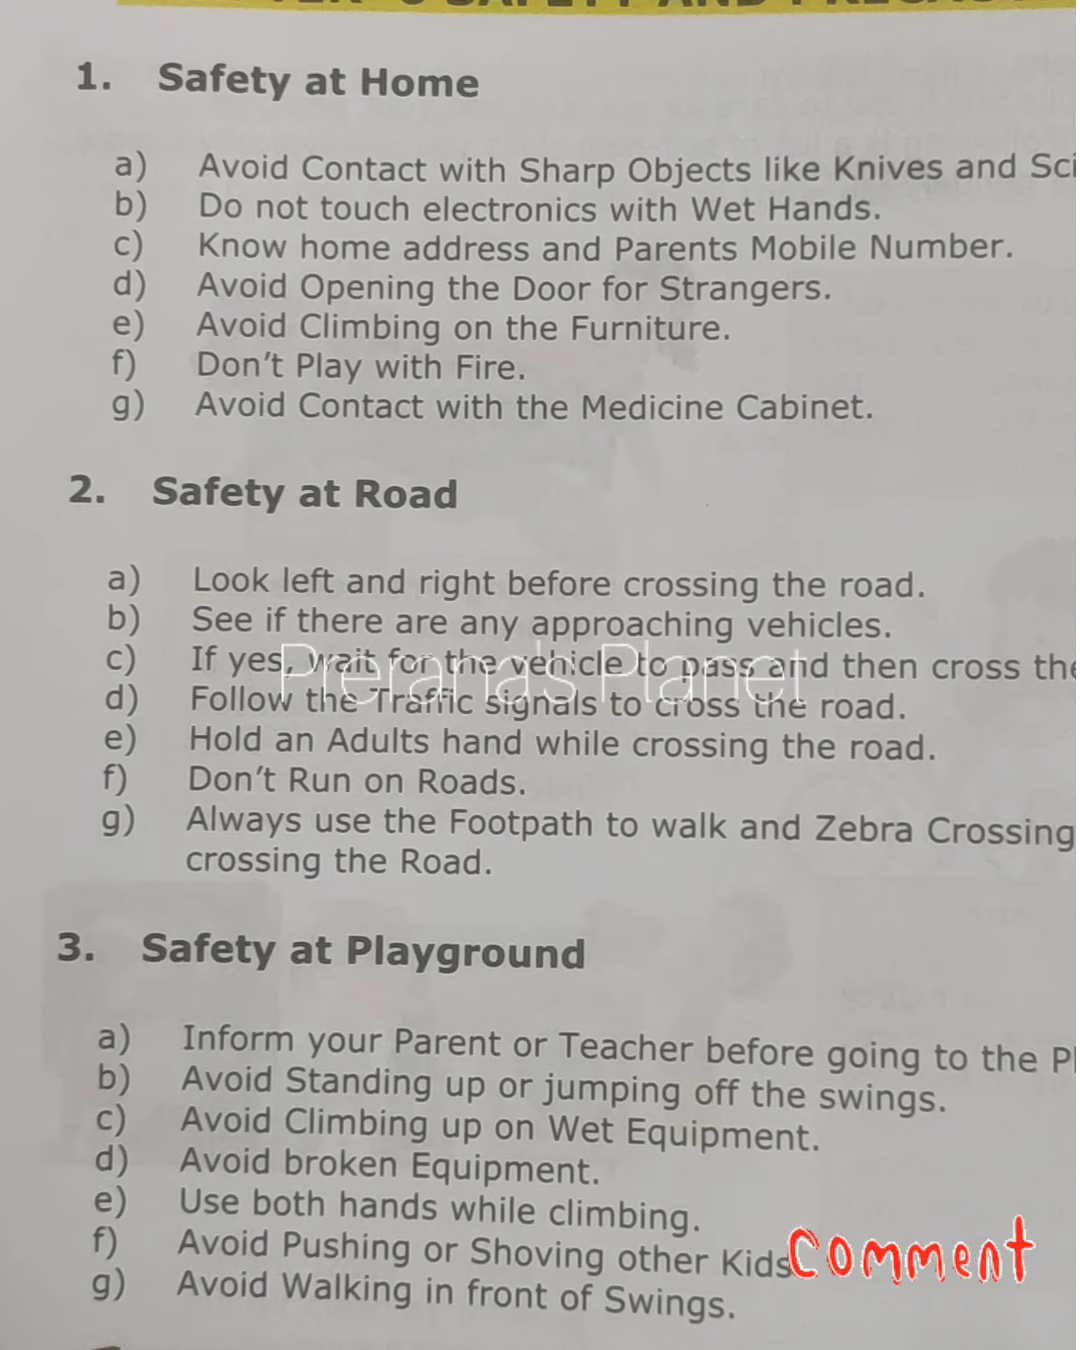 SAFETY AND
1. Safety at Home
a) Avoid Contact with Sharp Objects like Knives and
b) Do not touch electronics with Wet Hands.
c) Know home address and Parents Mobile Number.
d) Avoid Opening the Door for Strangers.
e) Avoid Climbing on the Furniture.
f) Don't Play with Fire.
g) Avoid Contact with the Medicine Cabinet.
2. Safety at Road
a) Look left and right before crossing the road.
b) See if there are any approaching vehicles.
c) If yes, wait for the vehicle to pass and then cross the
Prerana's Planet
d) Follow the Traffic signals to cross the road.
e) Hold an Adults hand while crossing the road.
f) Don't Run on Roads.
g) Always use the Footpath to walk and Zebra Crossing
crossing the Road.
3. Safety at Playground
a) Inform your Parent or Teacher before going to the
b) Avoid Standing up or jumping off the swings.
c) Avoid Climbing up on Wet Equipment.
d) Avoid broken Equipment.
e) Use both hands while climbing.
f) Avoid Pushing or Shoving other Kids
comment
g) Avoid Walking in front of Swings.